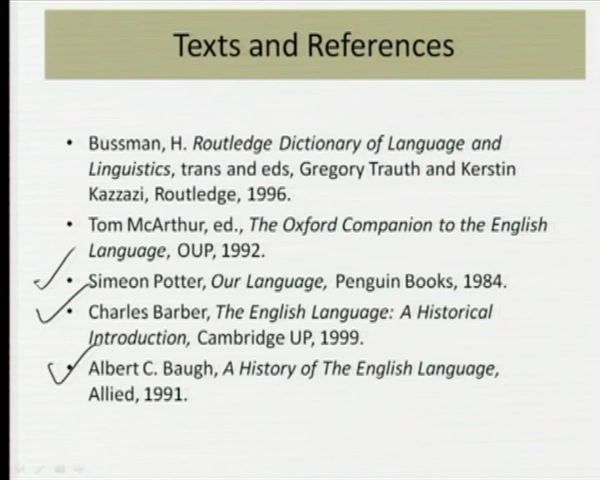 Texts and References
• Bussman, H. Routledge Dictionary of Language and
Linguistics, trans and eds, Gregory Trauth and Kerstin
Kazzazi, Routledge, 1996.
• Tom McArthur, ed., The Oxford Companion to the English
Language, OUP, 1992.
• Simeon Potter, Our Language, Penguin Books, 1984.
• Charles Barber, The English Language: A Historical
Introduction, Cambridge UP, 1999.
• Albert C. Baugh, A History of The English Language,
Allied, 1991.